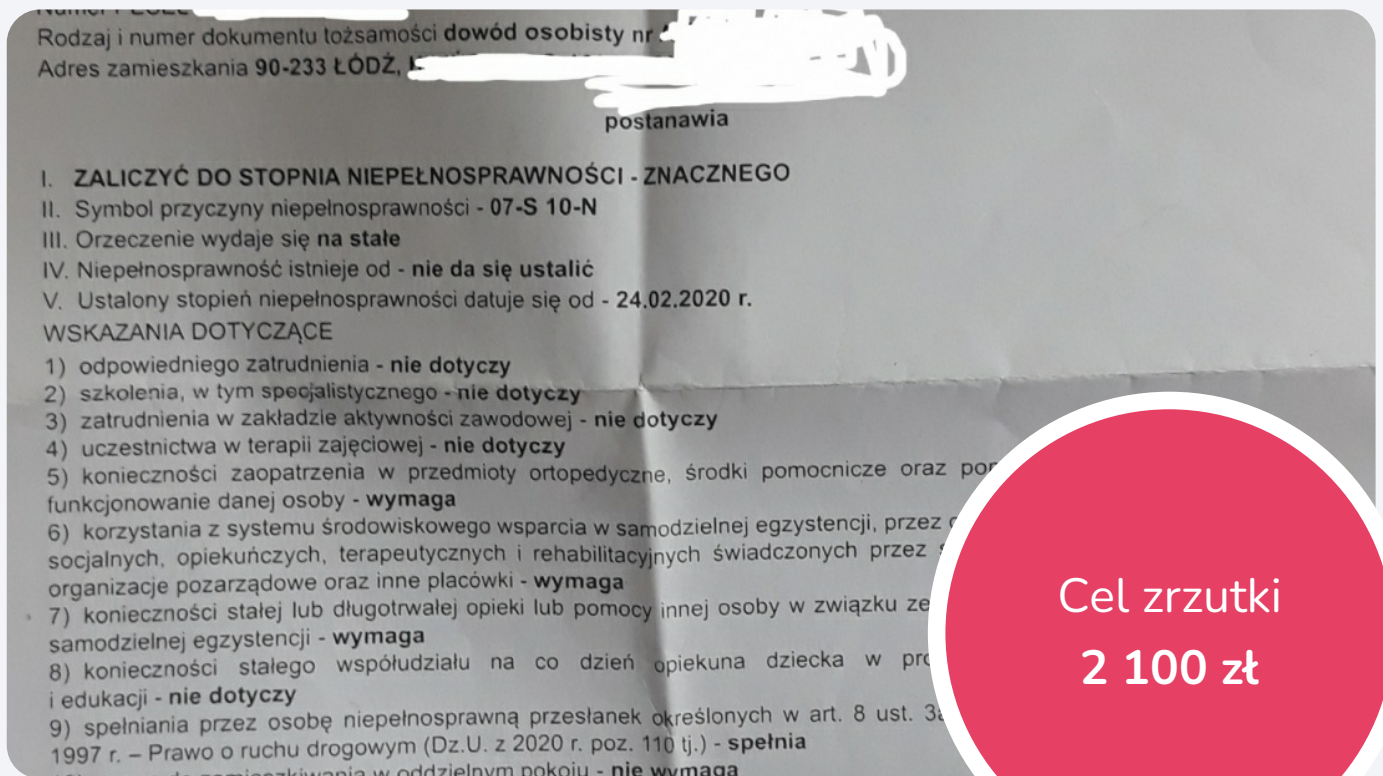 Rodzaj i numer dokumentu tożsamości dowód osobisty nr
Adres zamieszkania 90-233 ŁÓDŹ,
postanawia
I. ZALICZYĆ DO STOPNIA NIEPEŁNOSPRAWNOŚCI - ZNACZNEGO
II. Symbol przyczyny niepełnosprawności - 07-S 10-N
III. Orzeczenie wydaje się na stałe
IV. Niepełnosprawność istnieje od - nie da się ustalić
V. Ustalony stopień niepełnosprawności datuje się od - 24.02.2020 r.
WSKAZANIA DOTYCZĄCE
1) odpowiedniego zatrudnienia - nie dotyczy
2) szkolenia, w tym specjalistycznego - nie dotyczy
3) zatrudnienia w zakładzie aktywności zawodowej - nie dotyczy
4) uczestnictwa w terapii zajęciowej - nie dotyczy
5) konieczności zaopatrzenia w przedmioty ortopedyczne, środki pomocnicze oraz
funkcjonowanie danej osoby - wymaga
6) korzystania z systemu środowiskowego wsparcia w samodzielnej egzystencji, przez
socjalnych, opiekuńczych, terapeutycznych i rehabilitacyjnych świadczonych przez
organizacje pozarządowe oraz inne placówki - wymaga
7) konieczności stałej lub długotrwałej opieki lub pomocy innej osoby w związku ze
samodzielnej egzystencji - wymaga
8) konieczności stałego współudziału na co dzień opiekuna dziecka w
i edukacji - nie dotyczy
9) spełniania przez osobę niepełnosprawną przesłanek określonych w art. 8 ust.
1997 r. – Prawo o ruchu drogowym (Dz.U. z 2020 r. poz. 110 tj.) - spełnia
zamieszkiwania w oddzielnym pokoju - nie wymaga
Cel zrzutki
2 100 zł